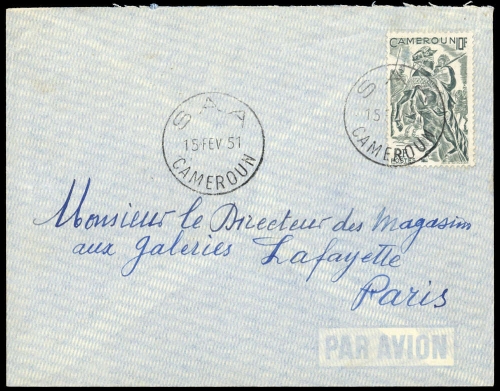 CAMEROUN 10F
SAA
15 FEV 51
CAMEROUN
SAA
15
CAMEROUN
Monsieur le Directeur des Magasins
aux galeries Lafayette
Paris
PAR AVION